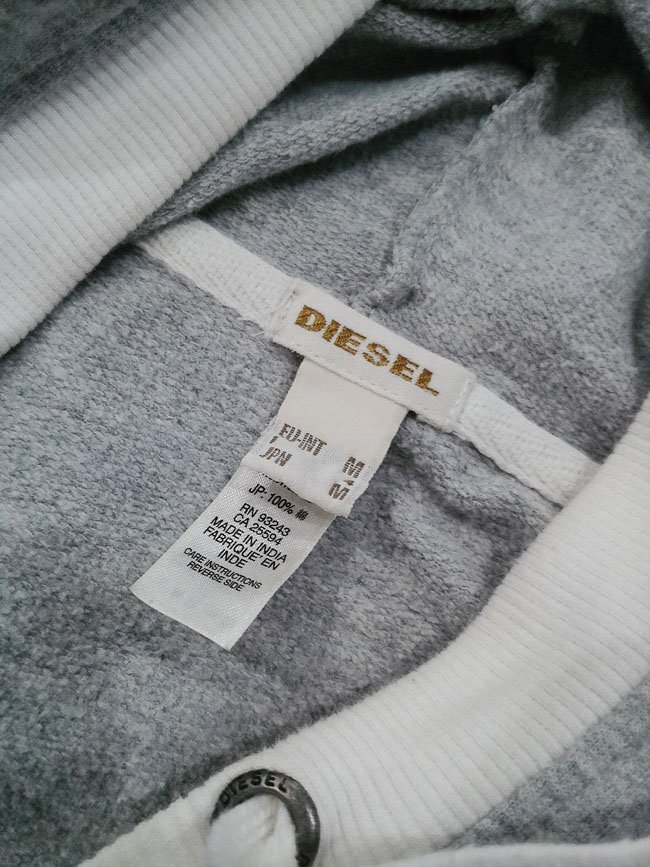 DIESEL
EU-INT M
JPN M
JP: 100% 綿
RN 93243
CA 25594
MADE IN INDIA
FABRIQUE' EN
INDE
CARE INSTRUCTIONS
REVERSE SIDE
DIESEL